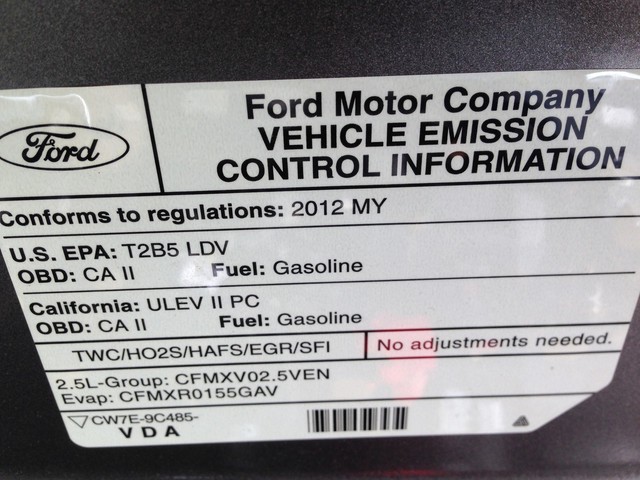 Ford
Ford Motor Company
VEHICLE EMISSION
CONTROL INFORMATION
Conforms to regulations: 2012 MY
U.S. EPA: T2B5 LDV
OBD: CA II Fuel: Gasoline
California: ULEV II PC
OBD: CA II Fuel: Gasoline
TWC/HO2S/HAFS/EGR/SFI No adjustments needed.
2.5L-Group: CFMXV02.5VEN
Evap: CFMXR0155GAV
CW7E-9C485-
VDA